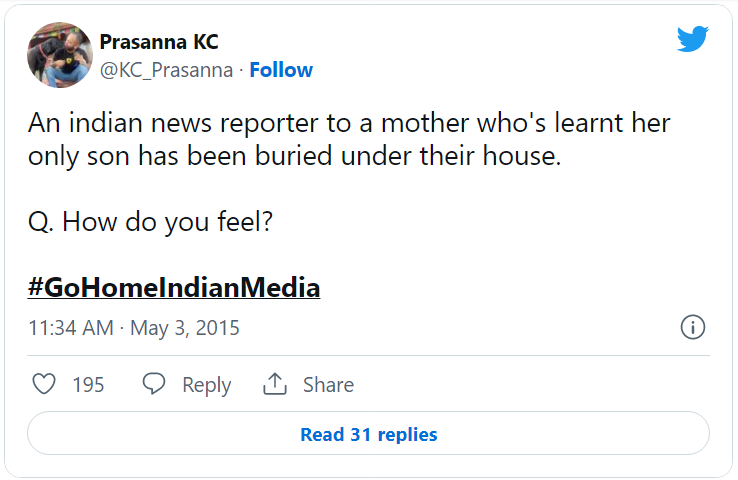 Prasanna KC
@KC_Prasanna · Follow
An indian news reporter to a mother who's learnt her
only son has been buried under their house.
Q. How do you feel?
#GoHomeIndianMedia
11:34 AM · May 3, 2015
195 Reply Share
Read 31 replies